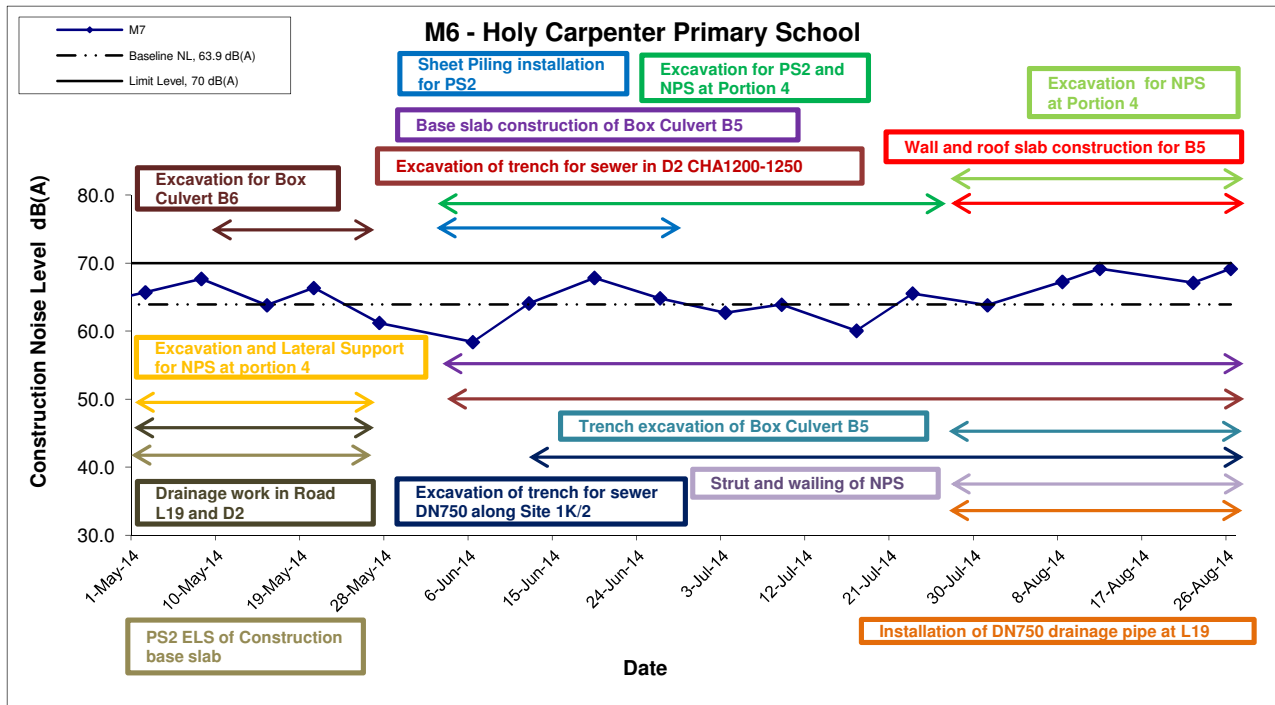 M6 - Holy Carpenter Primary School
M7
Baseline NL, 63.9 dB(A)
Limit Level, 70 dB(A)
Sheet Piling installation
for PS2
Excavation for PS2 and
NPS at Portion 4
Excavation for NPS
at Portion 4
Base slab construction of Box Culvert B5
Wall and roof slab construction for B5
Excavation of trench for sewer in D2 CHA1200-1250
Excavation for Box
Culvert B6
Construction Noise Level dB(A)
80.0
70.0
60.0
50.0
40.0
30.0
Excavation and Lateral Support
for NPS at portion 4
Trench excavation of Box Culvert B5
Drainage work in Road
L19 and D2
Excavation of trench for sewer
DN750 along Site 1K/2
Strut and wailing of NPS
1-May-14
10-May-14
19-May-14
28-May-14
6-Jun-14
15-Jun-14
24-Jun-14
3-Jul-14
12-Jul-14
21-Jul-14
30-Jul-14
8-Aug-14
17-Aug-14
26-Aug-14
PS2 ELS of Construction
base slab
Installation of DN750 drainage pipe at L19
Date